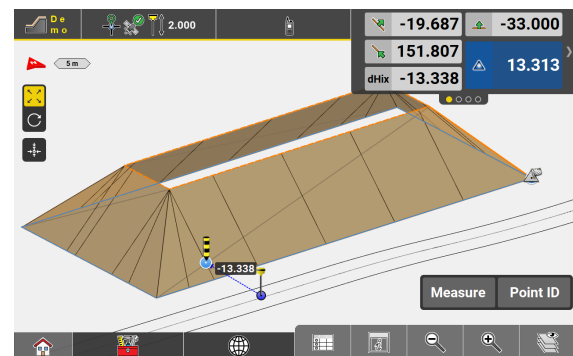 De
mo
2.000
-19.687
-33.000
151.807
13.313
dHix
-13.338
5 m
-13.338
Measure
Point ID